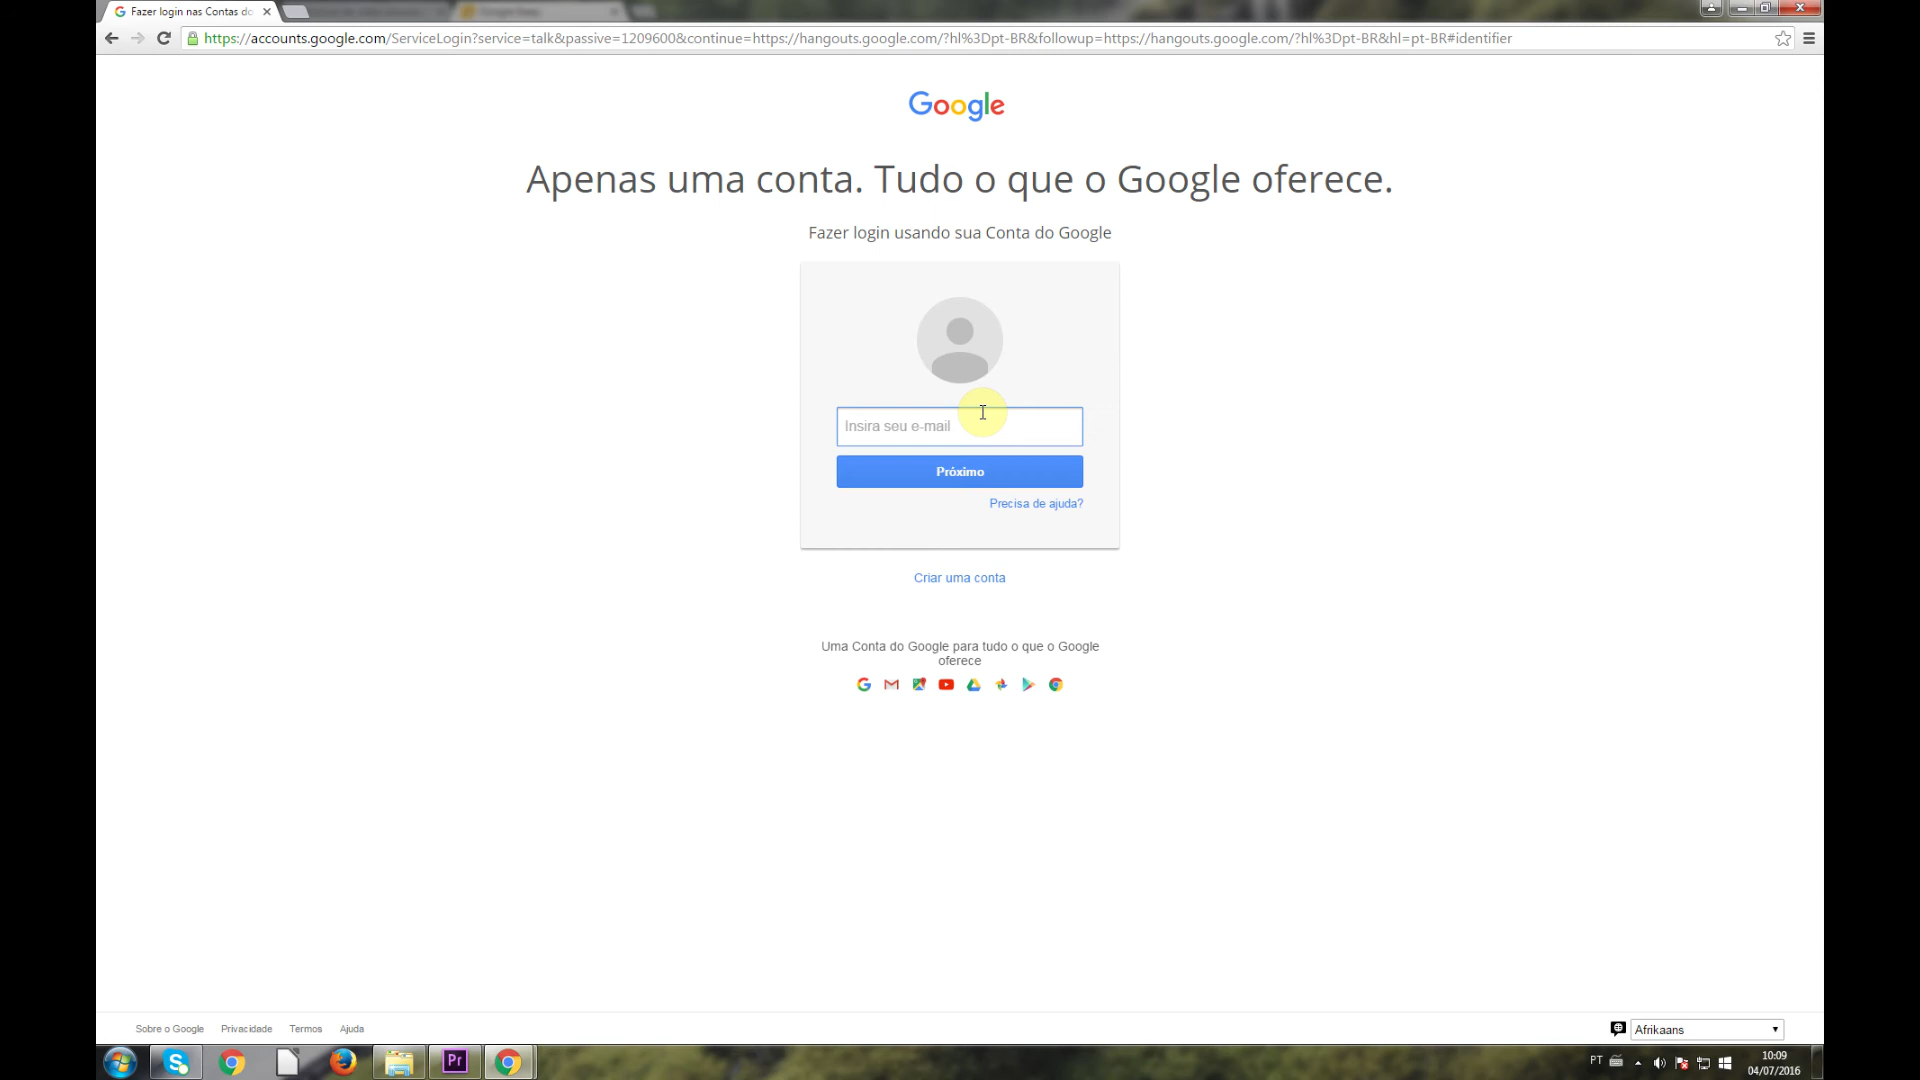 Fazer login nas Contas do
https://accounts.google.com/ServiceLogin?service=talk&passive=1209600&continue=https://hangouts.google.com/?hl%3Dpt-BR&followup=https://hangouts.google.com/?hl%3Dpt-BR&hl=pt-BR#identifier
Google
Apenas uma conta. Tudo o que o Google oferece.
Fazer login usando sua Conta do Google
Insira seu e-mail
Próximo
Precisa de ajuda?
Criar uma conta
Uma Conta do Google para tudo o que o Google
oferece
Sobre o Google Privacidade Termos Ajuda
Afrikaans
Pr
PT
10:09
04/07/2016